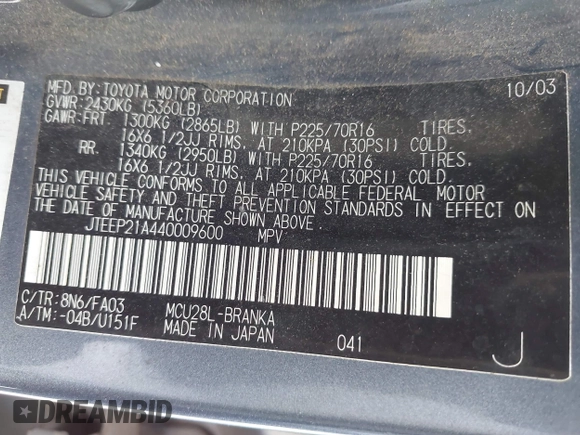 MFD.BY:TOYOTA MOTOR CORPORATION 10/03
GVWR:2430KG (5360LB)
GAWR:FRT. 1300KG (2865LB) WITH P225/70R16 TIRES.
16X6 1/2JJ RIMS, AT 210KPA (30PSI) COLD.
RR. 1340KG (2950LB) WITH P225/70R16 TIRES.
16X6 1/2JJ RIMS, AT 210KPA (30PSI) COLD.
THIS VEHICLE CONFORMS TO ALL APPLICABLE FEDERAL MOTOR
VEHICLE SAFETY AND THEFT PREVENTION STANDARDS IN EFFECT ON
THE DATE OF MANUFACTURE SHOWN ABOVE.
JTEEP21A440009600 MPV
C/TR:8N6/FA03 MCU28L-BRANKA
A/TM:-04B/U151F MADE IN JAPAN 041 J
DREAMBID